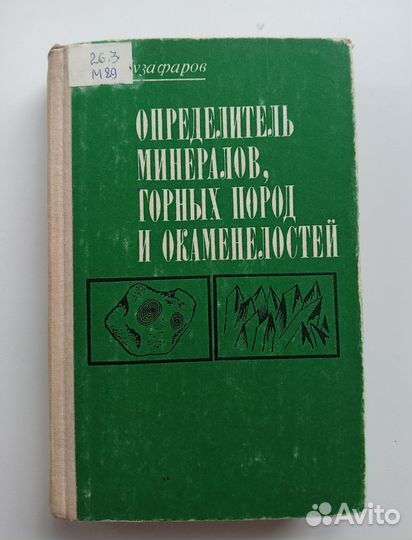 26.3
М89
узафаров
ОПРЕДЕЛИТЕЛЬ
МИНЕРАЛОВ,
ГОРНЫХ ПОРОД
И ОКАМЕНЕЛОСТЕЙ
Avito